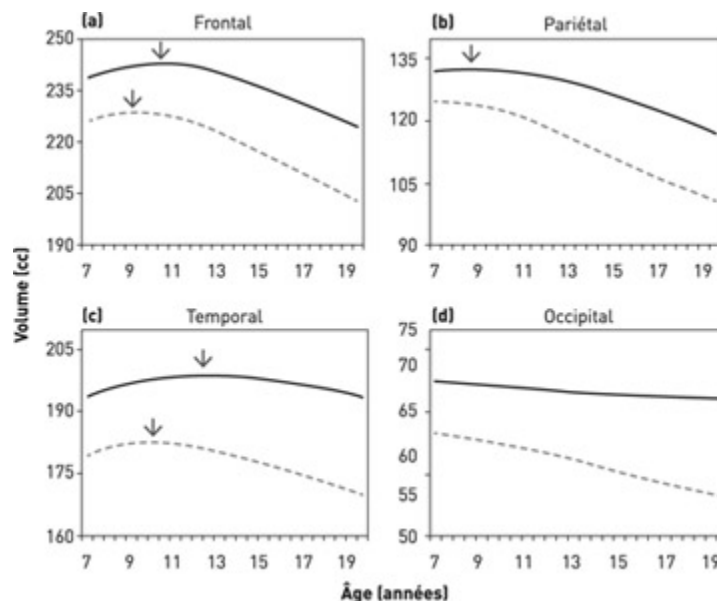 (a) Frontal
250
235
220
205
190
7 9 11 13 15 17 19
(b) Pariétal
135
120
105
90
7 9 11 13 15 17 19
Volume (cc)
(c) Temporal
205
190
175
160
7 9 11 13 15 17 19
(d) Occipital
75
70
65
60
55
50
7 9 11 13 15 17 19
Âge (années)